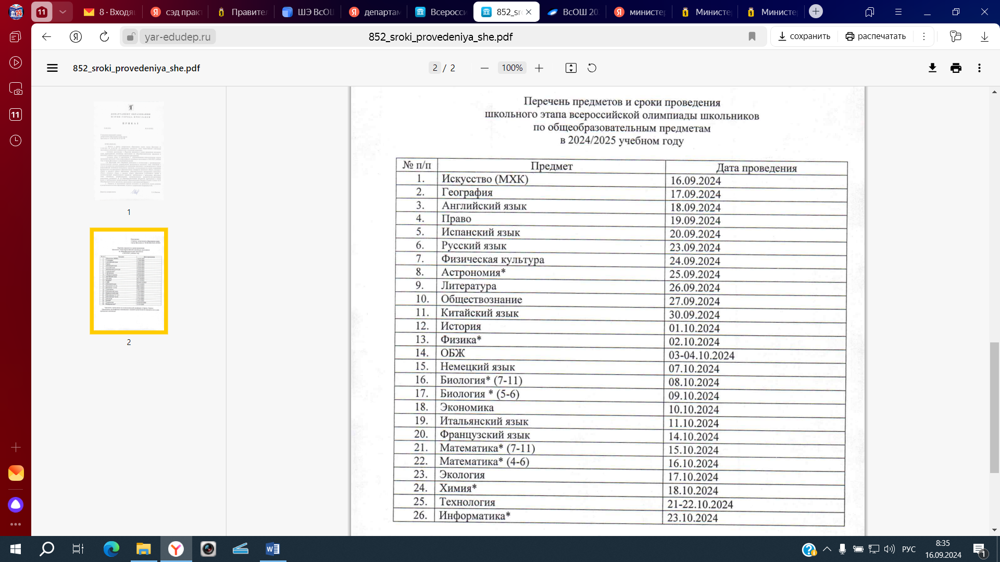 11
8 · Входящ
сэд практ
Правител
ШЭ ВсОШ
департам
Всеросси
852_sr
ВсОШ 20
министер
Министер
Министер
yar-edudep.ru
852_sroki_provedeniya_she.pdf
сохранить
распечатать
852_sroki_provedeniya_she.pdf
2 / 2
100%
11
ДЕПАРТАМЕНТ ОБРАЗОВАНИЯ
МЭРИИ ГОРОДА ЯРОСЛАВЛЯ
ПРИКАЗ
1
2
Перечень предметов и сроки проведения
школьного этапа всероссийской олимпиады школьников
по общеобразовательным предметам
в 2024/2025 учебном году
№ п/п Предмет Дата проведения
1. Искусство (МХК) 16.09.2024
2. География 17.09.2024
3. Английский язык 18.09.2024
4. Право 19.09.2024
5. Испанский язык 20.09.2024
6. Русский язык 23.09.2024
7. Физическая культура 24.09.2024
8. Астрономия* 25.09.2024
9. Литература 26.09.2024
10. Обществознание 27.09.2024
11. Китайский язык 30.09.2024
12. История 01.10.2024
13. Физика* 02.10.2024
14. ОБЖ 03-04.10.2024
15. Немецкий язык 07.10.2024
16. Биология* (7-11) 08.10.2024
17. Биология * (5-6) 09.10.2024
18. Экономика 10.10.2024
19. Итальянский язык 11.10.2024
20. Французский язык 14.10.2024
21. Математика* (7-11) 15.10.2024
22. Математика* (4-6) 16.10.2024
23. Экология 17.10.2024
24. Химия* 18.10.2024
25. Технология 21-22.10.2024
26. Информатика* 23.10.2024
РУС
8:35
16.09.2024
1